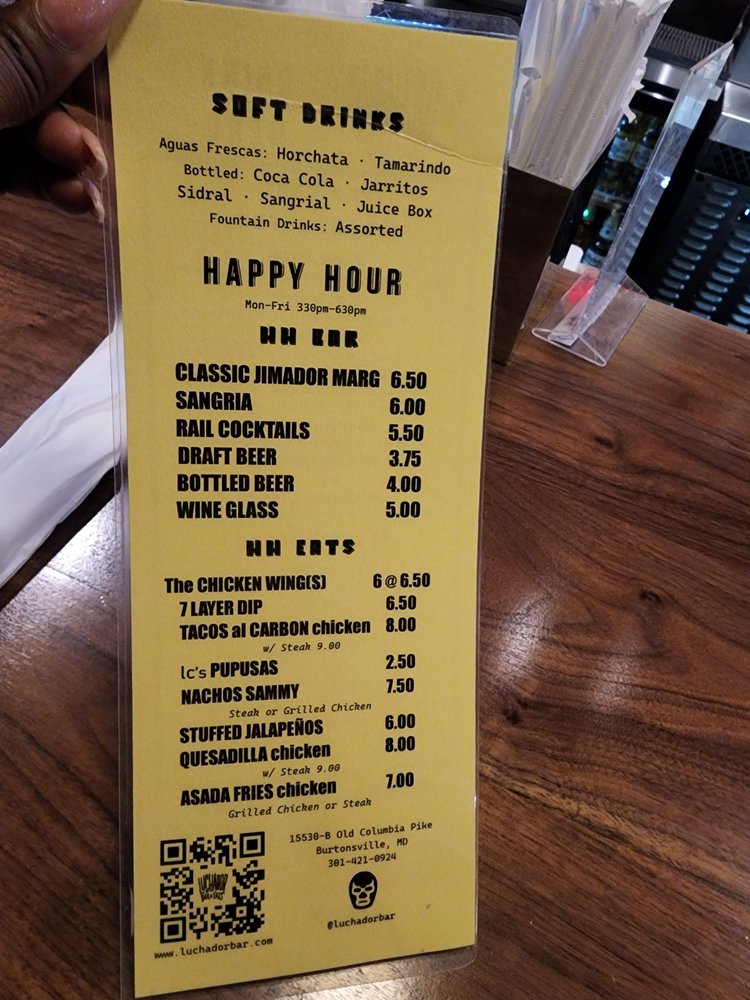 SOFT DRINKS
Aguas Frescas: Horchata · Tamarindo
Bottled: Coca Cola · Jarritos
Sidral · Sangrial · Juice Box
Fountain Drinks: Assorted
HAPPY HOUR
Mon-Fri 330pm-630pm
HH BAR
CLASSIC JIMADOR MARG 6.50
SANGRIA 6.00
RAIL COCKTAILS 5.50
DRAFT BEER 3.75
BOTTLED BEER 4.00
WINE GLASS 5.00
HH EATS
The CHICKEN WING(S) 6 @ 6.50
7 LAYER DIP 6.50
TACOS al CARBON chicken 8.00
w/ Steak 9.00
lc's PUPUSAS 2.50
NACHOS SAMMY 7.50
Steak or Grilled Chicken
STUFFED JALAPEÑOS 6.00
QUESADILLA chicken 8.00
w/ Steak 9.00
ASADA FRIES chicken 7.00
Grilled Chicken or Steak
15530-B Old Columbia Pike
Burtonsville, MD
301-421-0924
LUCHADOR
BAR & EATS
@luchadorbar
www.luchadorbar.com